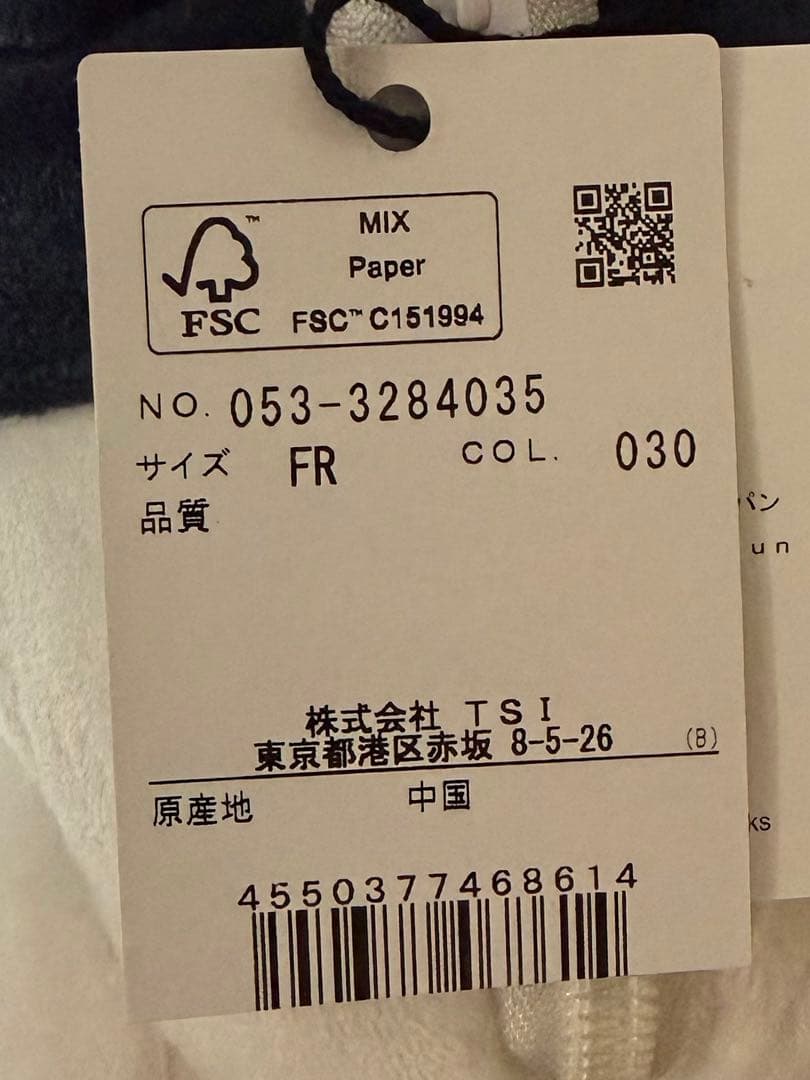 MIX
Paper
FSC™ C151994
FSC™
NO. 053-3284035
サイズ FR COL. 030
品質
株式会社 TSI
東京都港区赤坂 8-5-26 (B)
原産地 中国
4550377468614
パン
un
ks